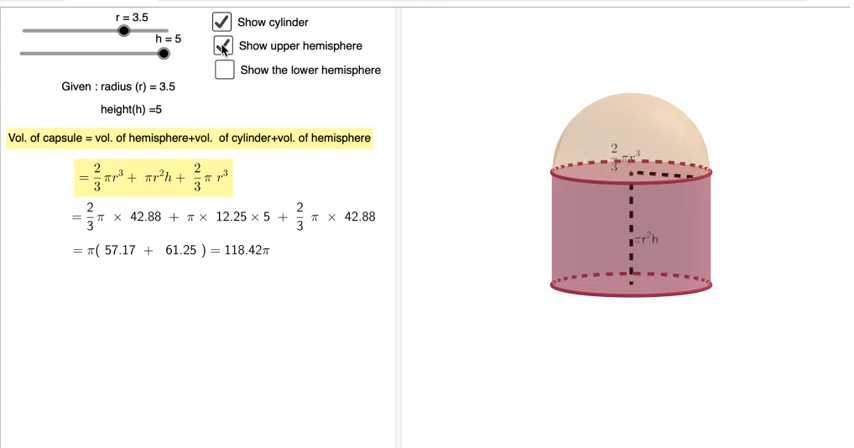 r = 3.5
Show cylinder
h = 5
Show upper hemisphere
Show the lower hemisphere
Given : radius (r) = 3.5
height(h) =5
Vol. of capsule = vol. of hemisphere+vol. of cylinder+vol. of hemisphere
= 2/3 πr³ + πr²h + 2/3 π r³
= 2/3 π × 42.88 + π × 12.25 × 5 + 2/3 π × 42.88
= π( 57.17 + 61.25 ) = 118.42π
2/3 πr³
πr²h